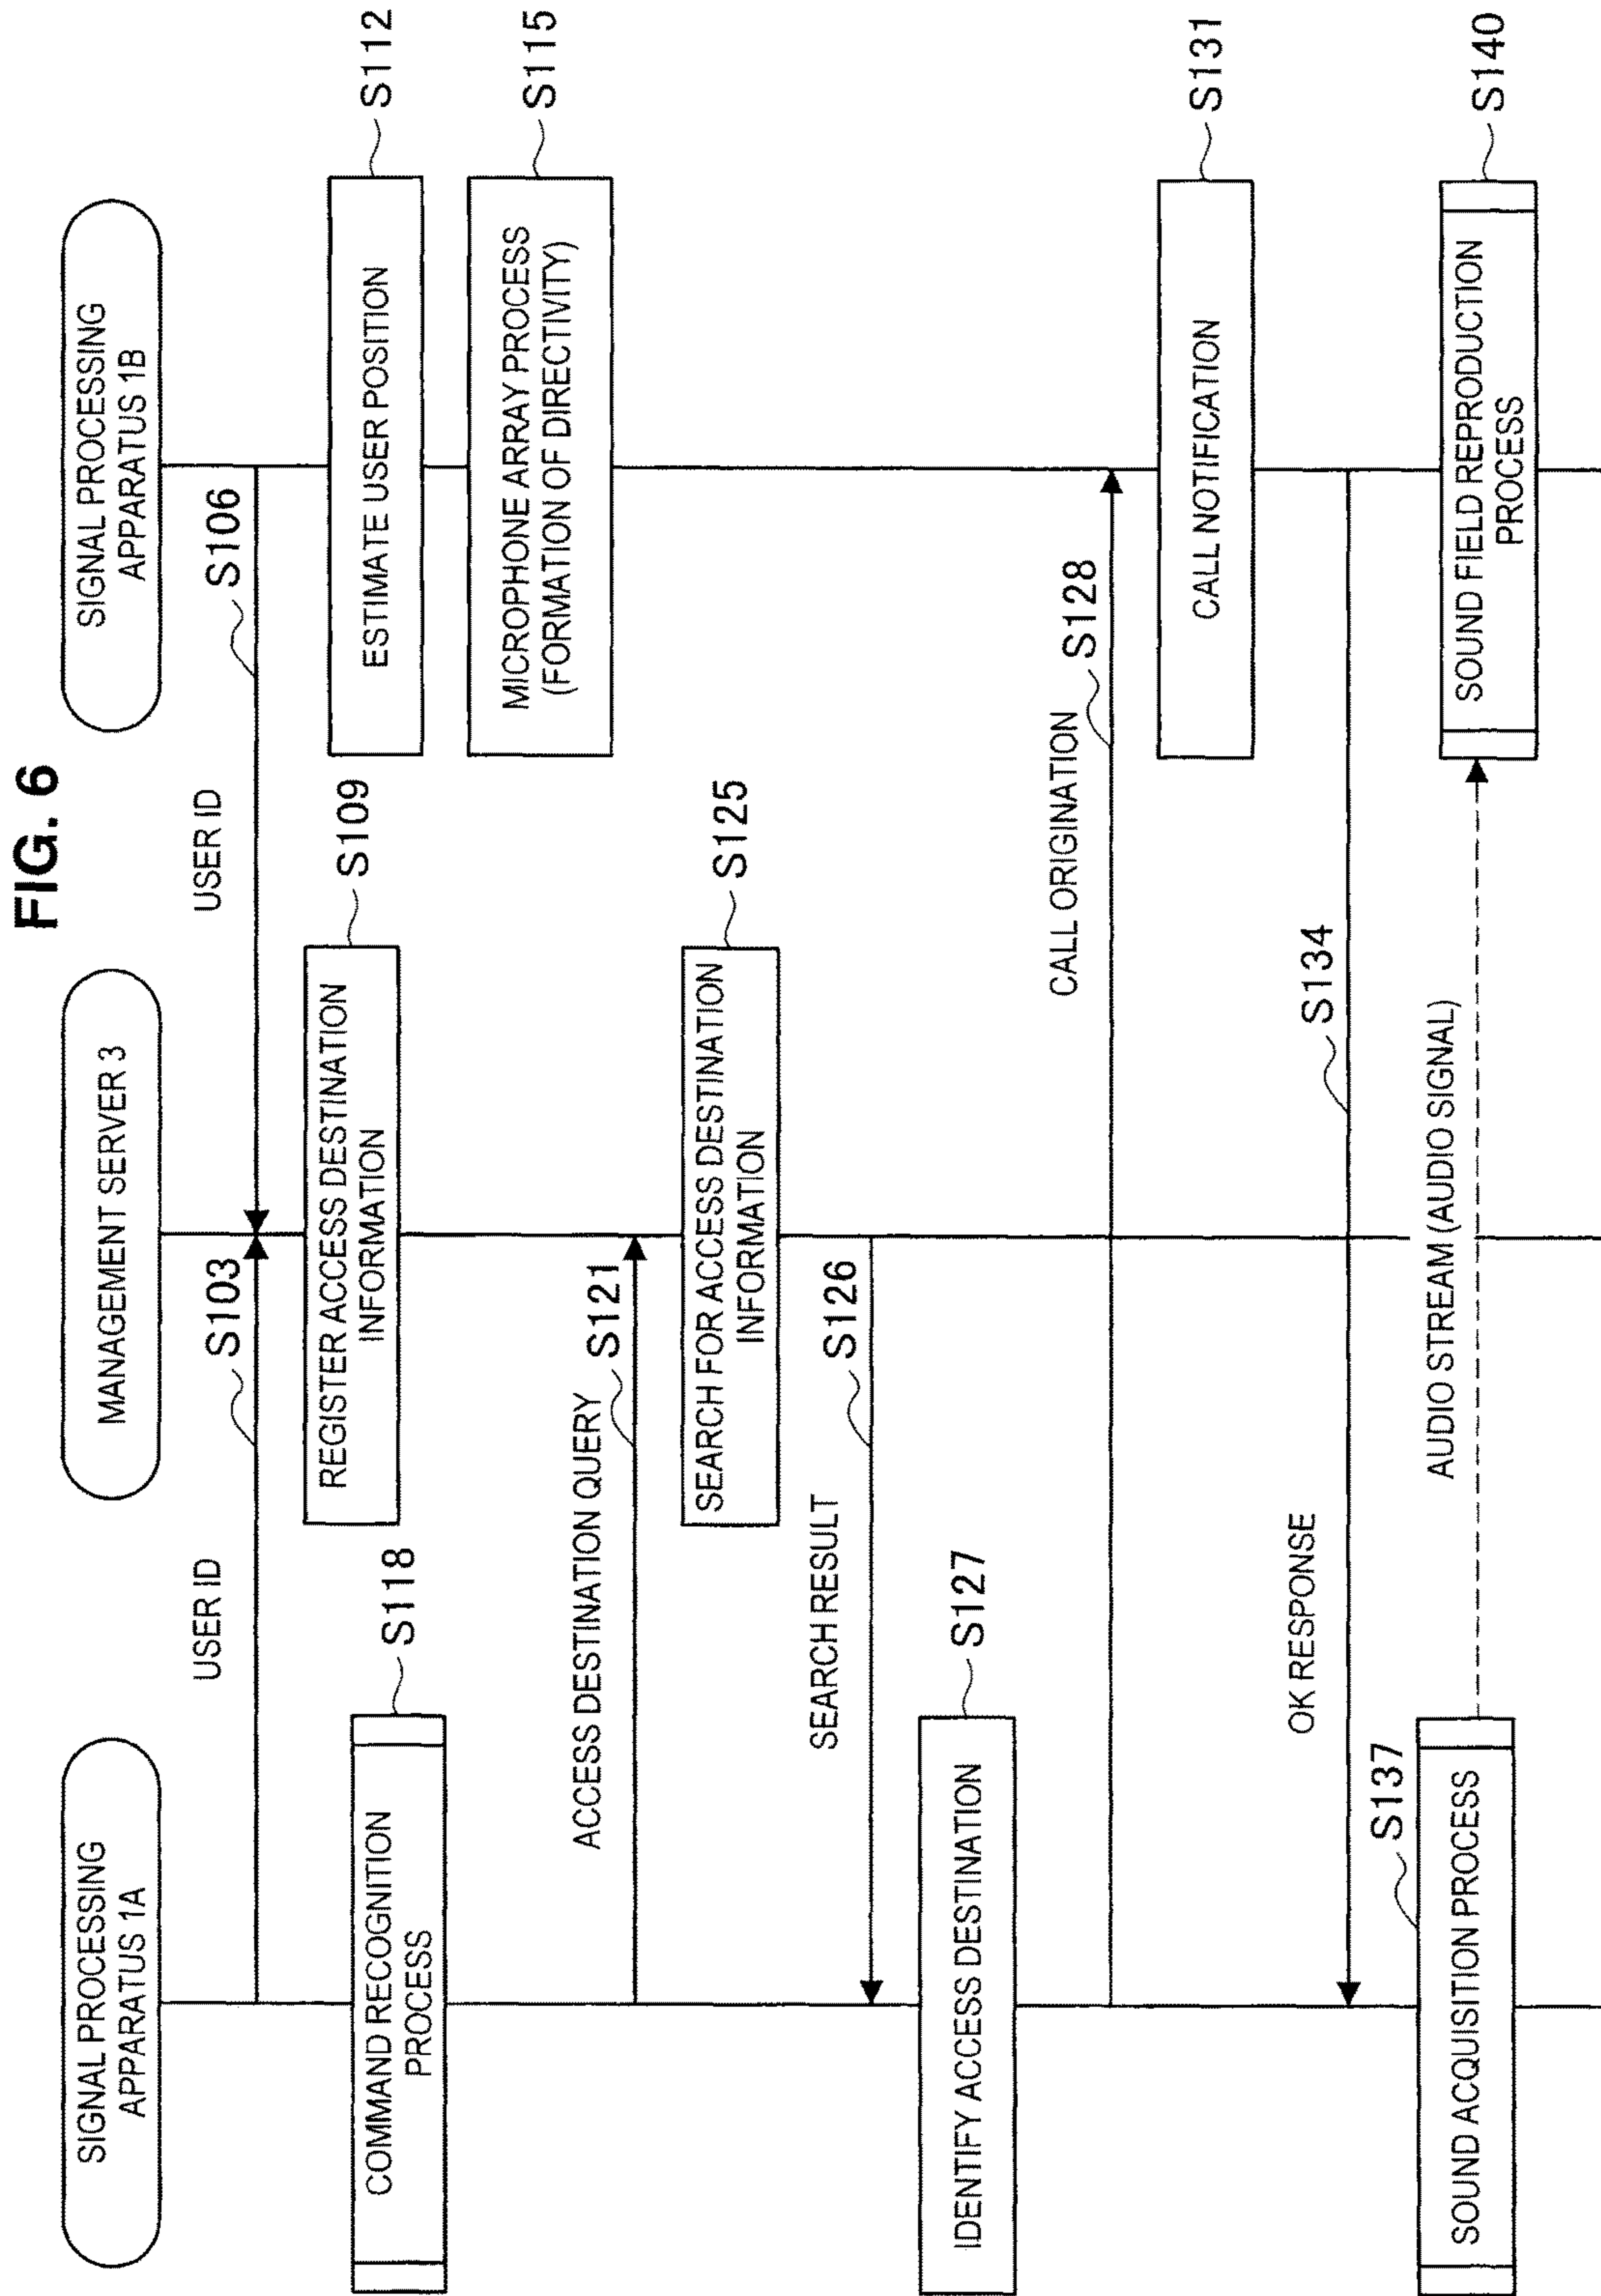 FIG. 6
SIGNAL PROCESSING
APPARATUS 1A
MANAGEMENT SERVER 3
SIGNAL PROCESSING
APPARATUS 1B
USER ID
S103
USER ID
S106
REGISTER ACCESS DESTINATION
INFORMATION
S109
ESTIMATE USER POSITION
S112
COMMAND RECOGNITION
PROCESS
S118
MICROPHONE ARRAY PROCESS
(FORMATION OF DIRECTIVITY)
S115
ACCESS DESTINATION QUERY
S121
SEARCH FOR ACCESS DESTINATION
INFORMATION
S125
SEARCH RESULT
S126
IDENTIFY ACCESS DESTINATION
S127
CALL ORIGINATION
S128
CALL NOTIFICATION
S131
OK RESPONSE
S134
SOUND ACQUISITION PROCESS
S137
AUDIO STREAM (AUDIO SIGNAL)
SOUND FIELD REPRODUCTION
PROCESS
S140